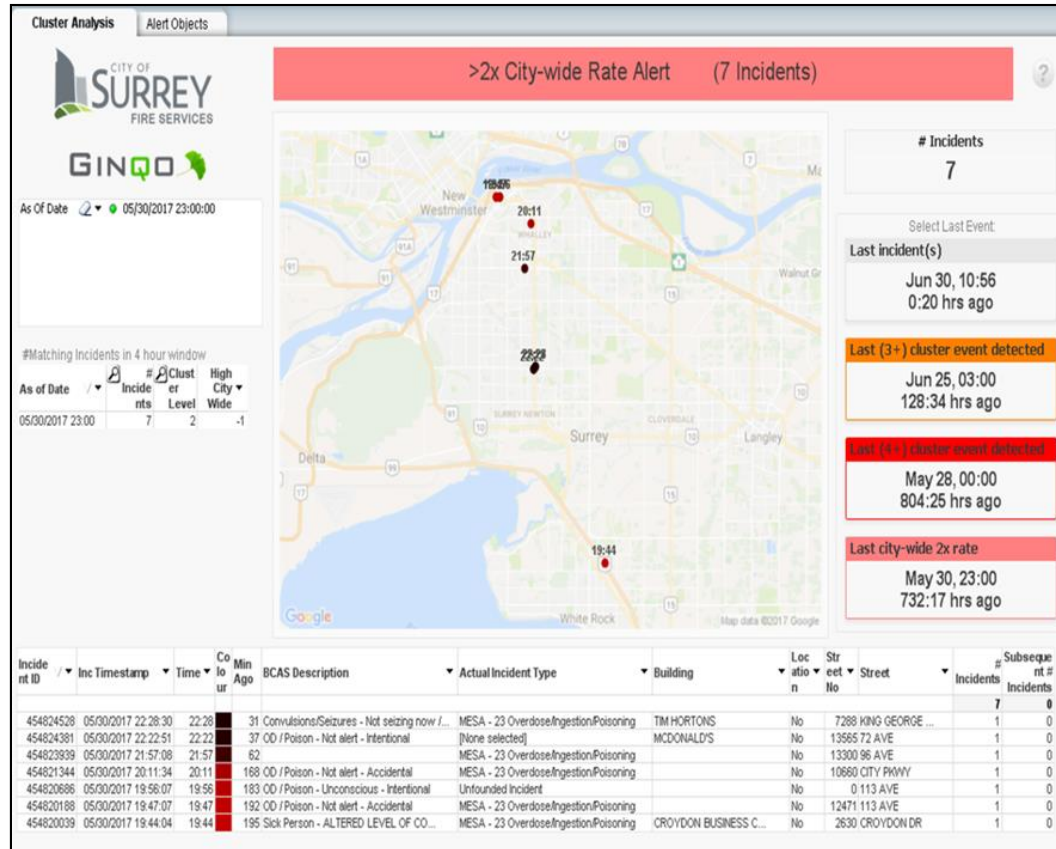 Cluster Analysis
Alert Objects
CITY OF
SURREY
FIRE SERVICES
GINQO
>2x City-wide Rate Alert (7 Incidents)
?
As Of Date 05/30/2017 23:00:00
#Matching Incidents in 4 hour window
As of Date / # Incidents Cluster Level High City Wide
05/30/2017 23:00 7 2 -1
New Westminster
20:11
WHALLEY
21:57
Walnut Gr
SURREY NEWTON
CLOVERDALE
Surrey
Langley
Delta
19:44
White Rock
Google
Map data ©2017 Google
# Incidents
7
Select Last Event:
Last incident(s)
Jun 30, 10:56
0:20 hrs ago
Last (3+) cluster event detected
Jun 25, 03:00
128:34 hrs ago
Last (4+) cluster event detected
May 28, 00:00
804:25 hrs ago
Last city-wide 2x rate
May 30, 23:00
732:17 hrs ago
Incident ID / Inc Timestamp Time Colour Min Ago BCAS Description Actual Incident Type Building Location Street No Street # Incidents Subsequent # Incidents
7 0
454824528 05/30/2017 22:28:30 22:28 31 Convulsions/Seizures - Not seizing now /... MESA - 23 Overdose/Ingestion/Poisoning TIM HORTONS No 7288 KING GEORGE ... 1 0
454824381 05/30/2017 22:22:51 22:22 37 OD / Poison - Not alert - Intentional [None selected] MCDONALD'S No 13565 72 AVE 1 0
454823939 05/30/2017 21:57:08 21:57 62 MESA - 23 Overdose/Ingestion/Poisoning No 13300 96 AVE 1 0
454821344 05/30/2017 20:11:34 20:11 168 OD / Poison - Not alert - Accidental MESA - 23 Overdose/Ingestion/Poisoning No 10660 CITY PKWY 1 0
454820686 05/30/2017 19:56:07 19:56 183 OD / Poison - Unconscious - Intentional Unfounded Incident No 0 113 AVE 1 0
454820188 05/30/2017 19:47:07 19:47 192 OD / Poison - Not alert - Accidental MESA - 23 Overdose/Ingestion/Poisoning No 12471 113 AVE 1 0
454820039 05/30/2017 19:44:04 19:44 195 Sick Person - ALTERED LEVEL OF CO... MESA - 23 Overdose/Ingestion/Poisoning CROYDON BUSINESS C... No 2630 CROYDON DR 1 0